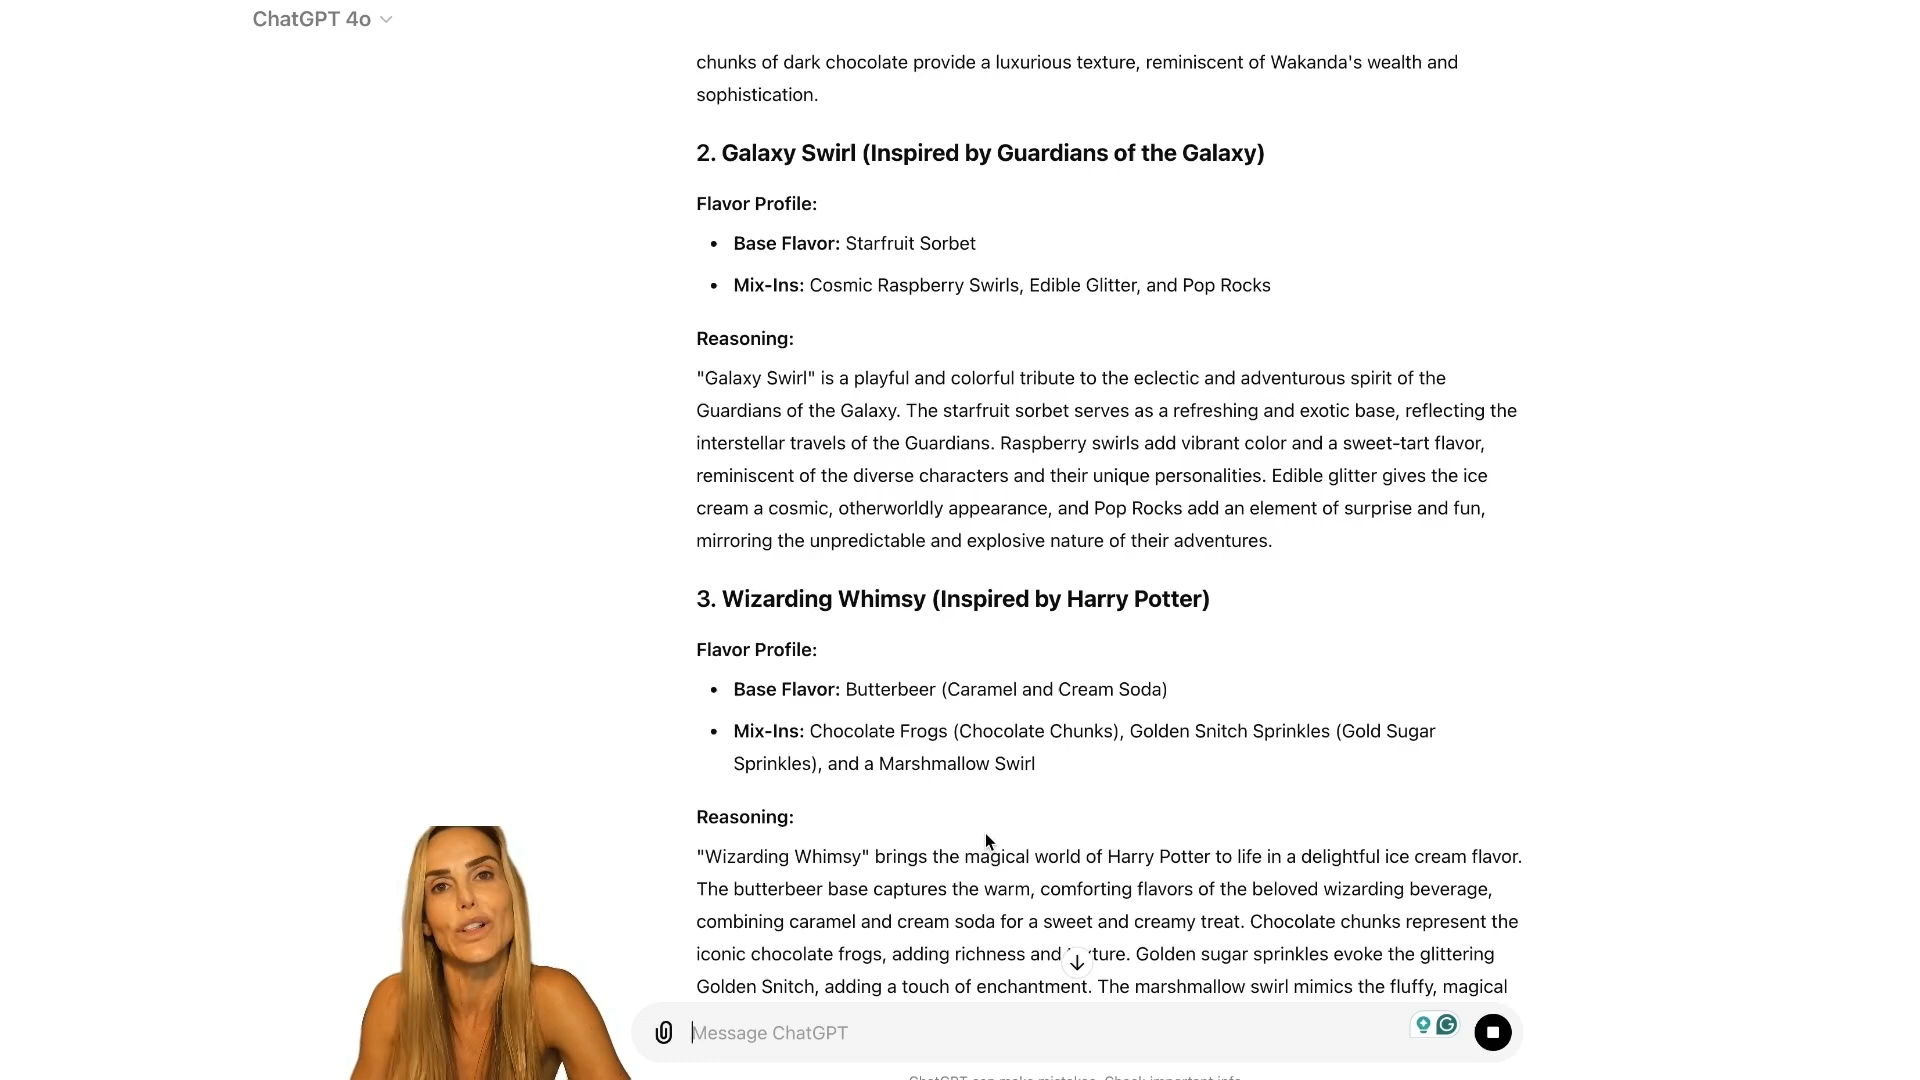 ChatGPT 4o
chunks of dark chocolate provide a luxurious texture, reminiscent of Wakanda's wealth and
sophistication.
2. Galaxy Swirl (Inspired by Guardians of the Galaxy)
Flavor Profile:
• Base Flavor: Starfruit Sorbet
• Mix-Ins: Cosmic Raspberry Swirls, Edible Glitter, and Pop Rocks
Reasoning:
"Galaxy Swirl" is a playful and colorful tribute to the eclectic and adventurous spirit of the
Guardians of the Galaxy. The starfruit sorbet serves as a refreshing and exotic base, reflecting the
interstellar travels of the Guardians. Raspberry swirls add vibrant color and a sweet-tart flavor,
reminiscent of the diverse characters and their unique personalities. Edible glitter gives the ice
cream a cosmic, otherworldly appearance, and Pop Rocks add an element of surprise and fun,
mirroring the unpredictable and explosive nature of their adventures.
3. Wizarding Whimsy (Inspired by Harry Potter)
Flavor Profile:
• Base Flavor: Butterbeer (Caramel and Cream Soda)
• Mix-Ins: Chocolate Frogs (Chocolate Chunks), Golden Snitch Sprinkles (Gold Sugar
Sprinkles), and a Marshmallow Swirl
Reasoning:
"Wizarding Whimsy" brings the magical world of Harry Potter to life in a delightful ice cream flavor.
The butterbeer base captures the warm, comforting flavors of the beloved wizarding beverage,
combining caramel and cream soda for a sweet and creamy treat. Chocolate chunks represent the
iconic chocolate frogs, adding richness and texture. Golden sugar sprinkles evoke the glittering
Golden Snitch, adding a touch of enchantment. The marshmallow swirl mimics the fluffy, magical
Message ChatGPT
ChatGPT can make mistakes. Check important info.